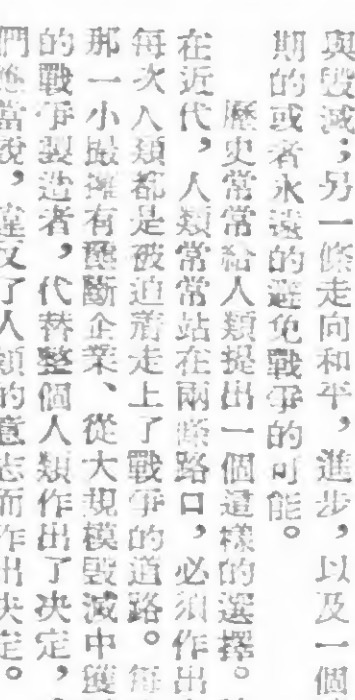 與毀滅；另一條走向和平，進步，以及一個
期的或者永遠的避免戰爭的可能。
歷史常常給人類提出一個這樣的選擇。
在近代，人類常常站在兩條路口，必須作出
每次人類都是被迫着走上了戰爭的道路。每
那一小撮擁有壟斷企業、從大規模毀滅中獲
的戰爭製造者，代替整個人類作出了決定，
們應當說，違反了人類的意志而作出決定。